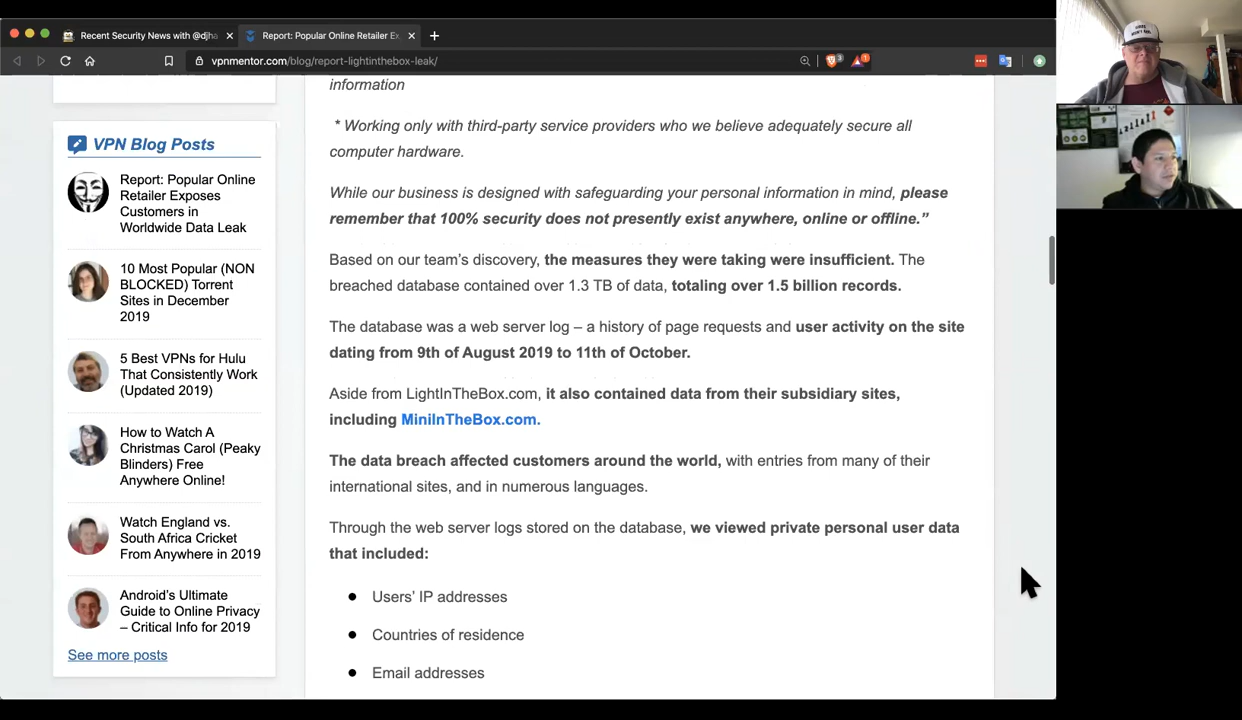 Recent Security News with @djha
Report: Popular Online Retailer Ex
vpnmentor.com/blog/report-lightinthebox-leak/
VPN Blog Posts
Report: Popular Online
Retailer Exposes
Customers in
Worldwide Data Leak
10 Most Popular (NON
BLOCKED) Torrent
Sites in December
2019
5 Best VPNs for Hulu
That Consistently Work
(Updated 2019)
How to Watch A
Christmas Carol (Peaky
Blinders) Free
Anywhere Online!
Watch England vs.
South Africa Cricket
From Anywhere in 2019
Android's Ultimate
Guide to Online Privacy
– Critical Info for 2019
See more posts
information
* Working only with third-party service providers who we believe adequately secure all
computer hardware.
While our business is designed with safeguarding your personal information in mind, please
remember that 100% security does not presently exist anywhere, online or offline.”
Based on our team’s discovery, the measures they were taking were insufficient. The
breached database contained over 1.3 TB of data, totaling over 1.5 billion records.
The database was a web server log – a history of page requests and user activity on the site
dating from 9th of August 2019 to 11th of October.
Aside from LightInTheBox.com, it also contained data from their subsidiary sites,
including MiniInTheBox.com.
The data breach affected customers around the world, with entries from many of their
international sites, and in numerous languages.
Through the web server logs stored on the database, we viewed private personal user data
that included:
● Users’ IP addresses
● Countries of residence
● Email addresses